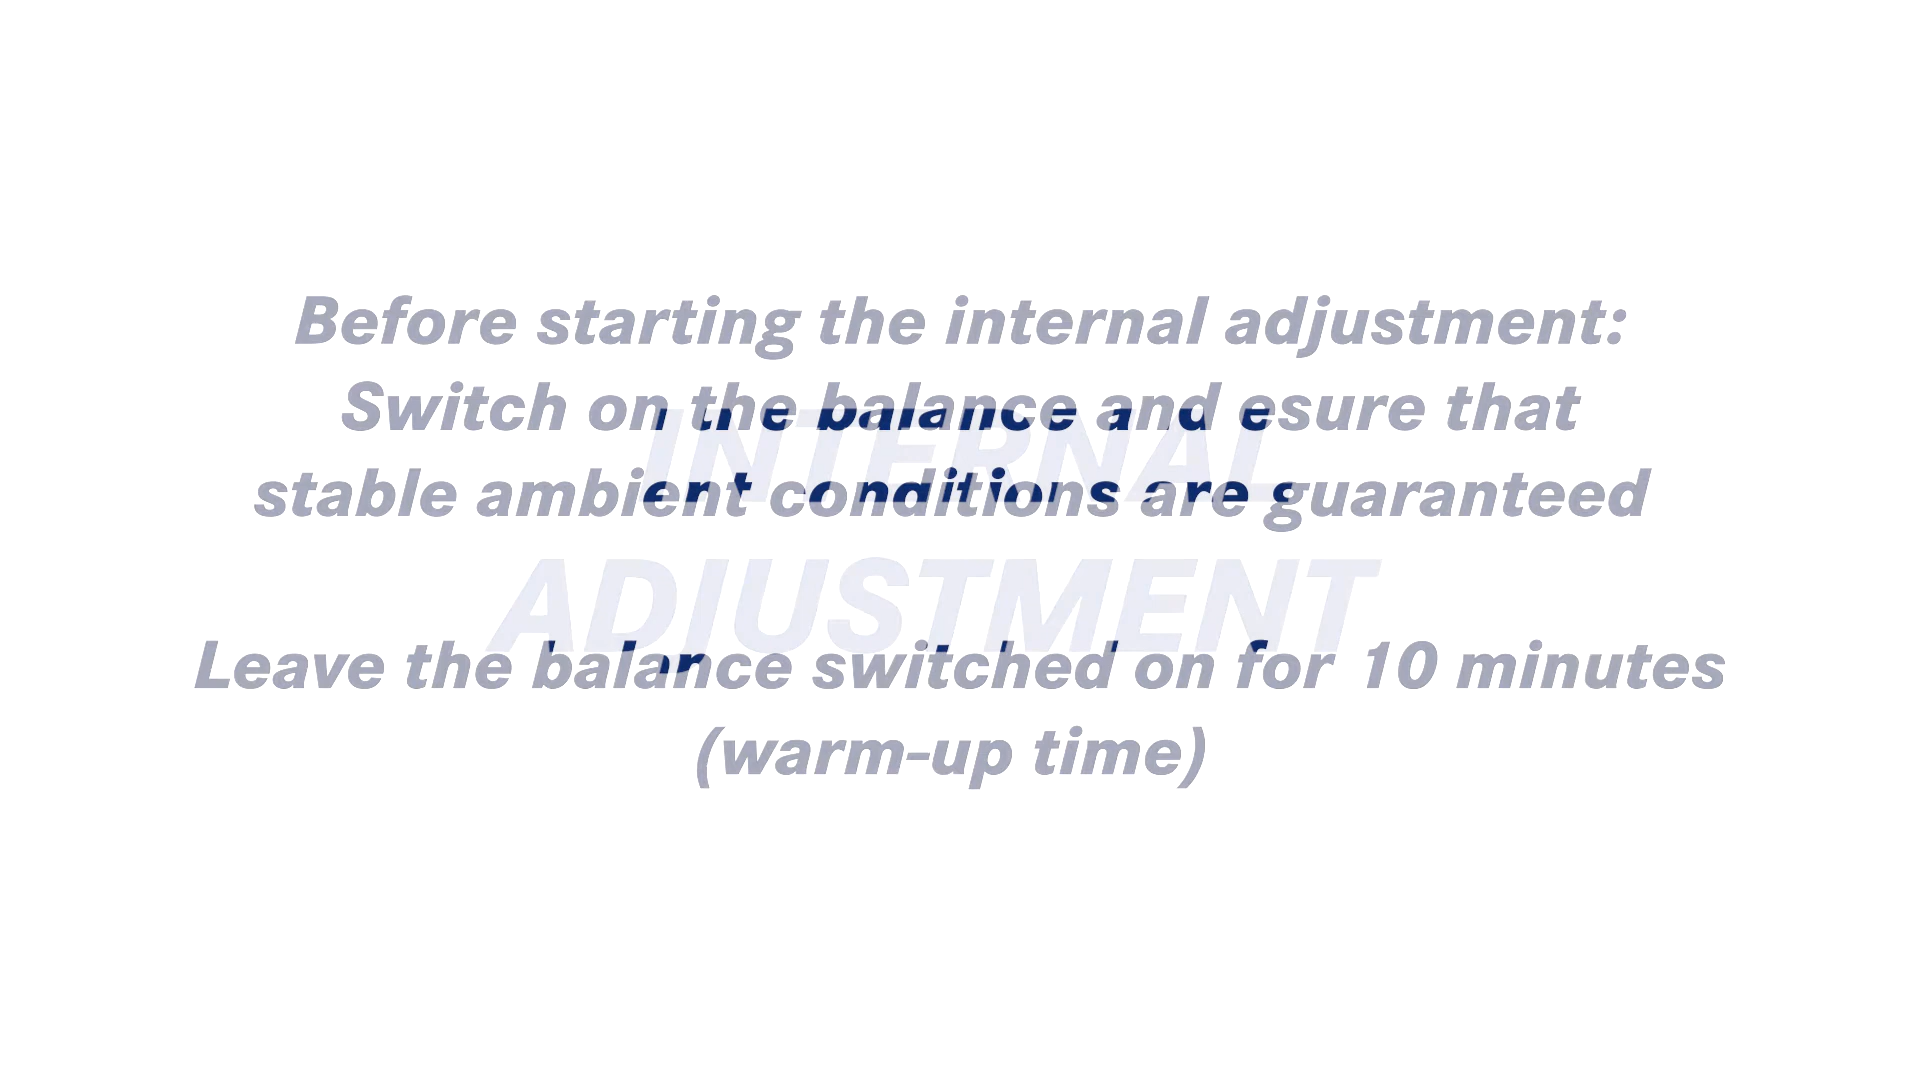 Before starting the internal adjustment:
Switch on the balance and esure that
INTERNAL
stable ambient conditions are guaranteed
ADJUSTMENT
Leave the balance switched on for 10 minutes
(warm-up time)